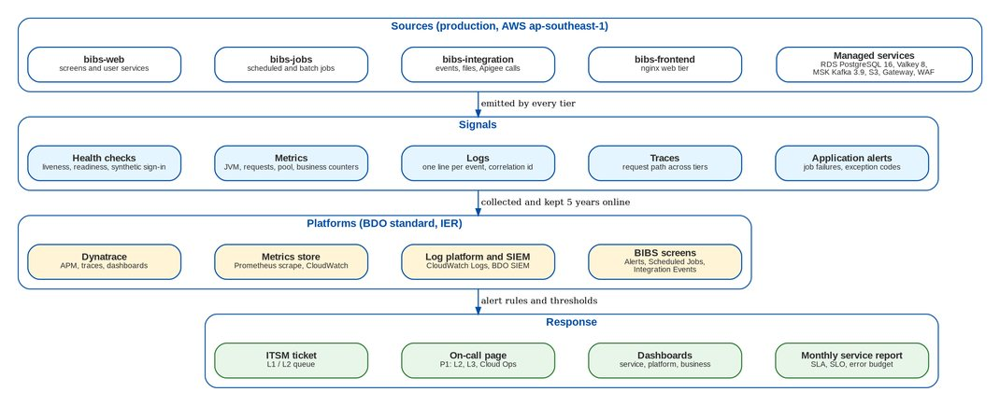 Sources (production, AWS ap-southeast-1)
bibs-web
screens and user services
bibs-jobs
scheduled and batch jobs
bibs-integration
events, files, Apigee calls
bibs-frontend
nginx web tier
Managed services
RDS PostgreSQL 16, Valkey 8,
MSK Kafka 3.9, S3, Gateway, WAF
emitted by every tier
Signals
Health checks
liveness, readiness, synthetic sign-in
Metrics
JVM, requests, pool, business counters
Logs
one line per event, correlation id
Traces
request path across tiers
Application alerts
job failures, exception codes
collected and kept 5 years online
Platforms (BDO standard, IER)
Dynatrace
APM, traces, dashboards
Metrics store
Prometheus scrape, CloudWatch
Log platform and SIEM
CloudWatch Logs, BDO SIEM
BIBS screens
Alerts, Scheduled Jobs,
Integration Events
alert rules and thresholds
Response
ITSM ticket
L1 / L2 queue
On-call page
P1: L2, L3, Cloud Ops
Dashboards
service, platform, business
Monthly service report
SLA, SLO, error budget